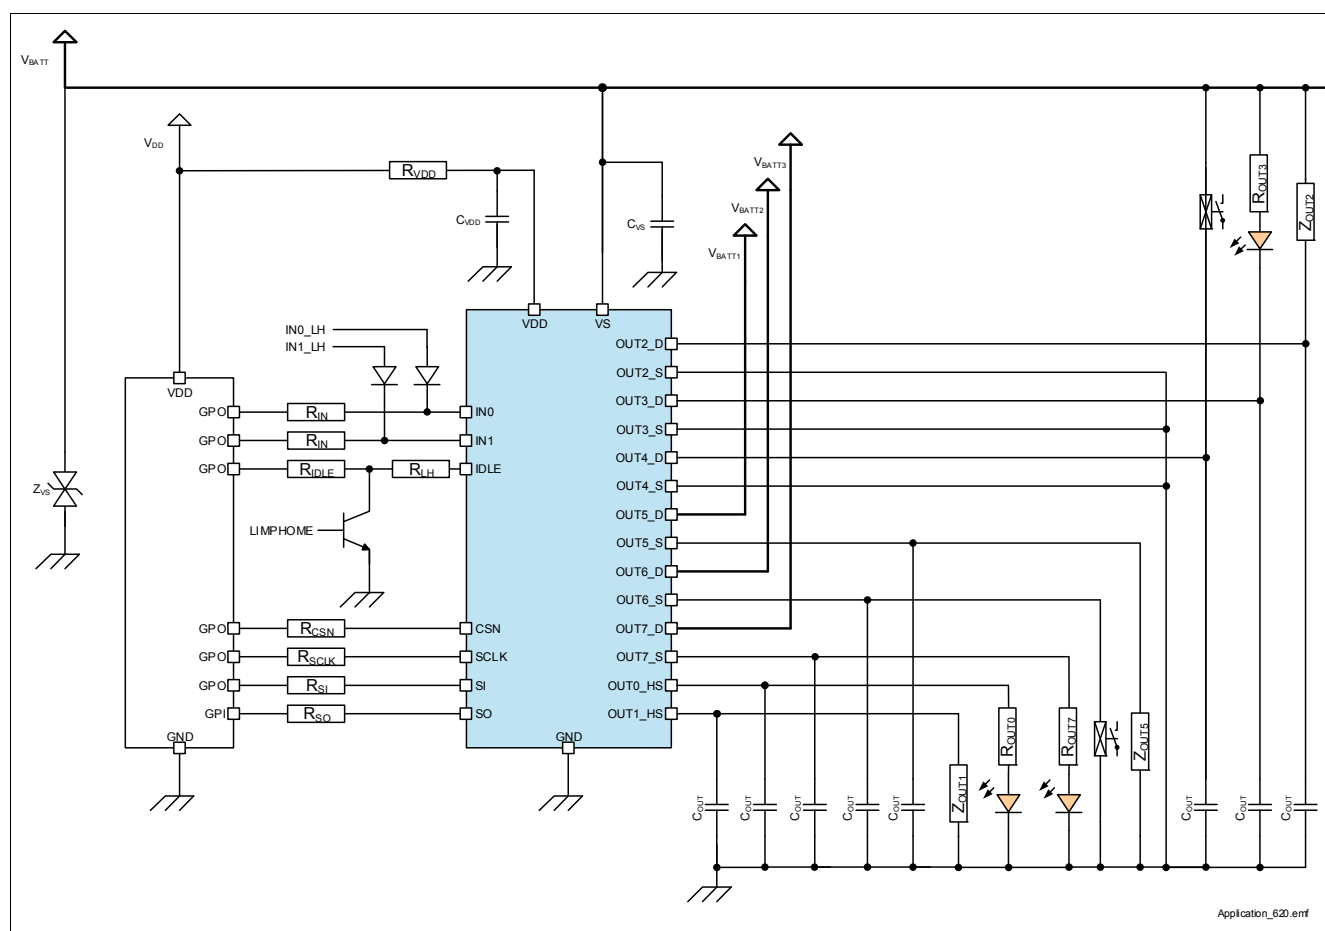 VBATT
VDD
RVDD
VBATT3
ROUT3
VBATT2
ZOUT2
CVDD
CVS
VBATT1
VDD
VS
IN0_LH
IN1_LH
OUT2_D
OUT2_S
VDD
OUT3_D
GPO
RIN
IN0
OUT3_S
GPO
RIN
IN1
OUT4_D
GPO
RIDLE
RLH
IDLE
OUT4_S
ZVS
OUT5_D
LIMPHOME
OUT5_S
OUT6_D
OUT6_S
GPO
RCSN
CSN
OUT7_D
GPO
RSCLK
SCLK
OUT7_S
GPO
RSI
SI
OUT0_HS
GPI
RSO
SO
OUT1_HS
GND
GND
ROUT0
ROUT7
ZOUT5
ZOUT1
COUT
COUT
COUT
COUT
COUT
COUT
COUT
COUT
Application_620.emf